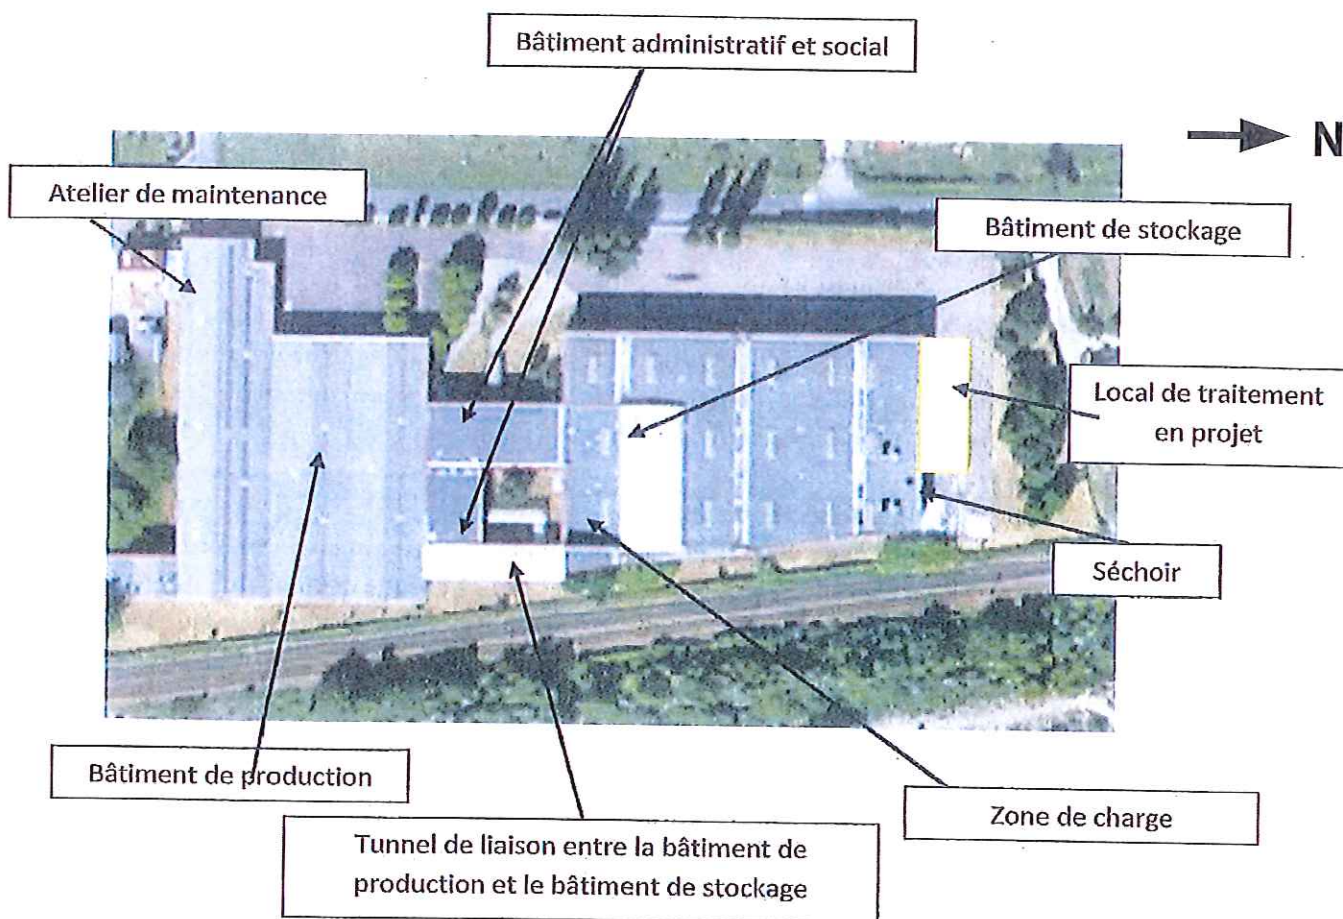 Bâtiment administratif et social
N
Atelier de maintenance
Bâtiment de stockage
Local de traitement
en projet
Séchoir
Bâtiment de production
Zone de charge
Tunnel de liaison entre la bâtiment de
production et le bâtiment de stockage